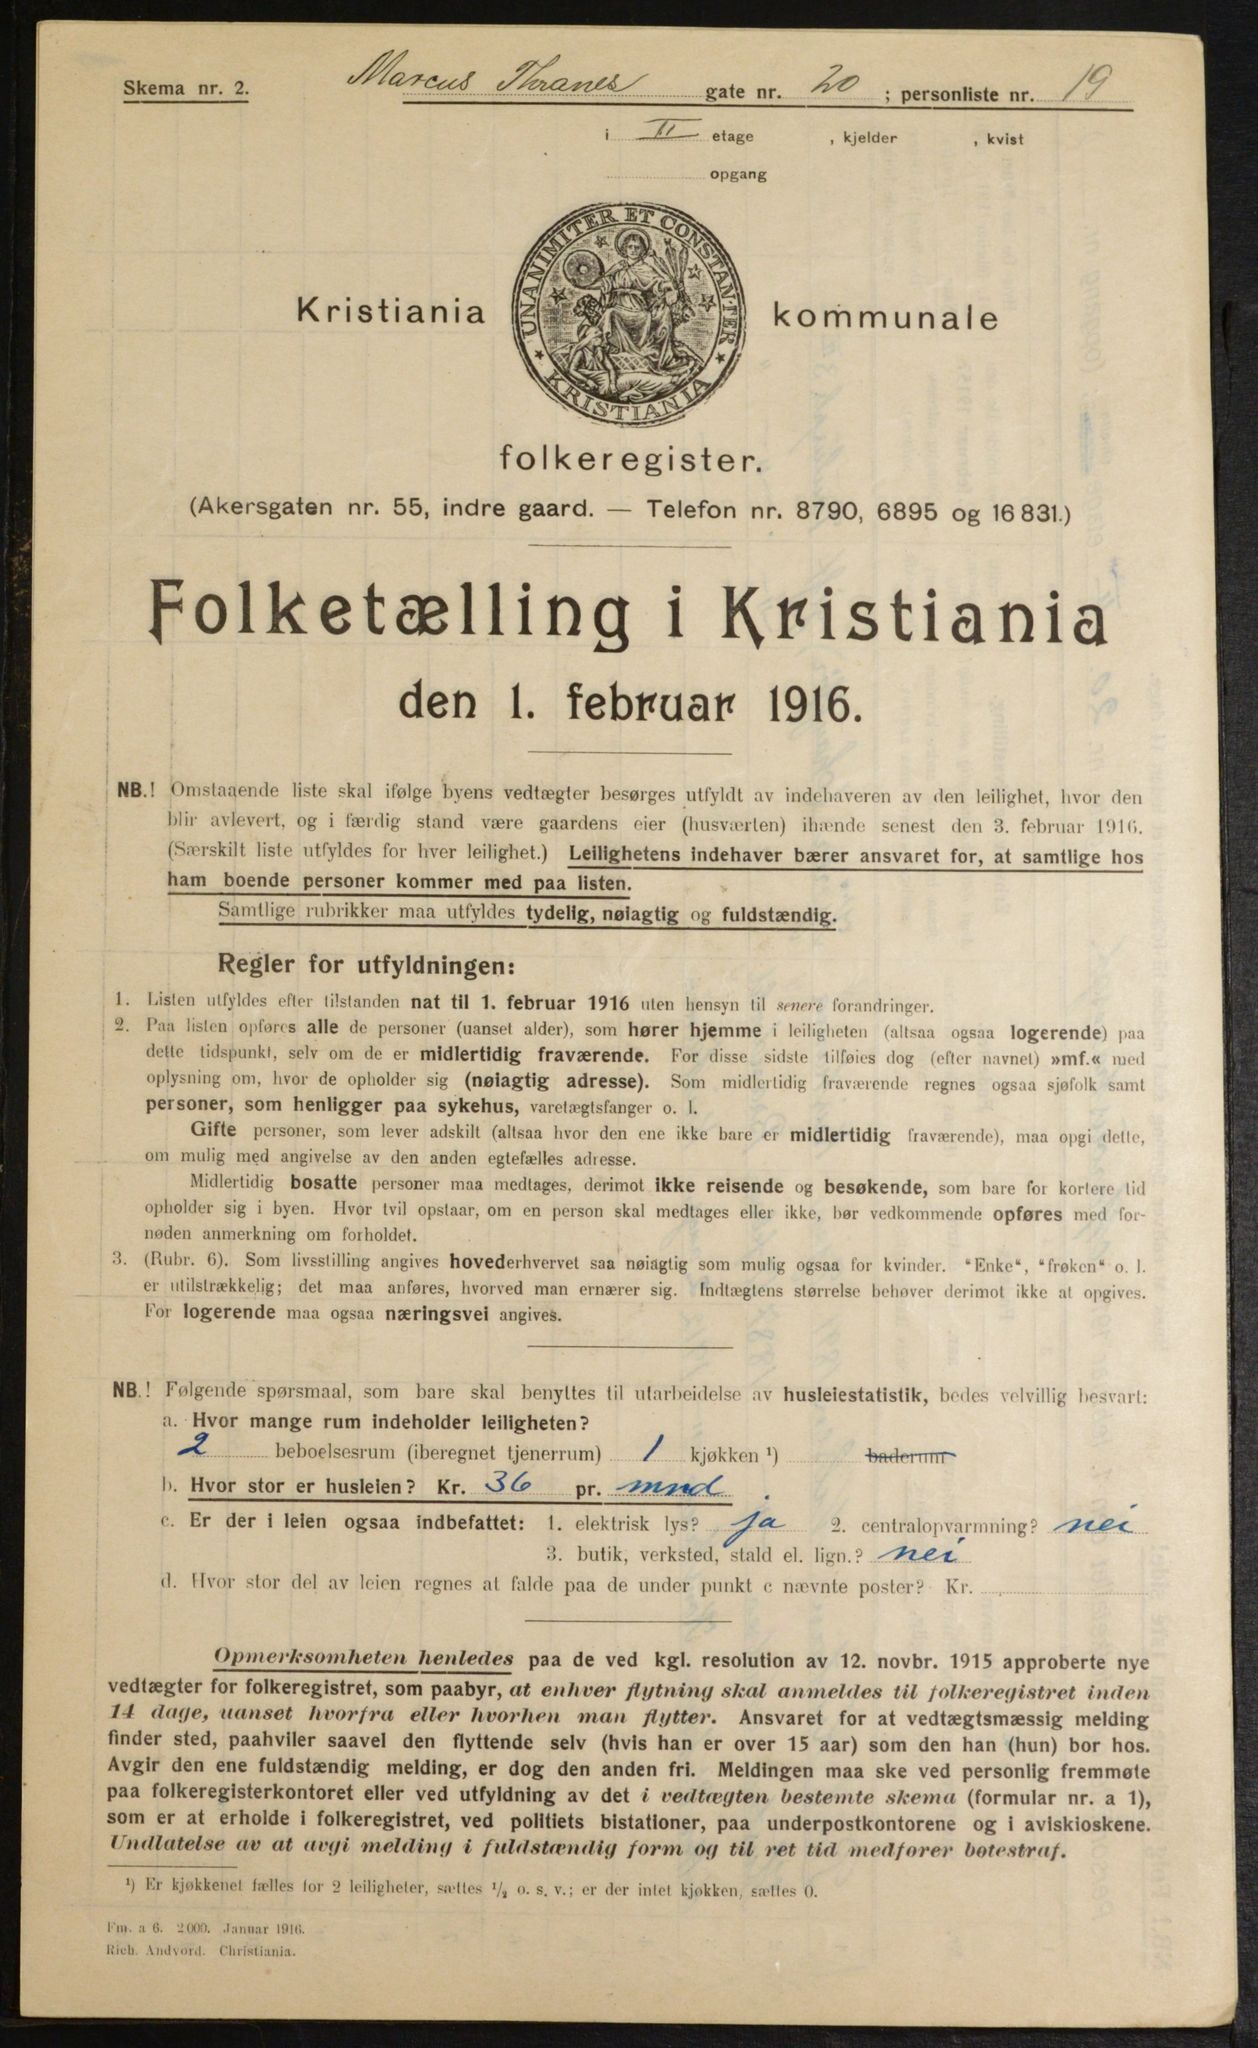 Skema nr. 2. Marcus Thranes gate nr. 20 ; personliste nr. 19
i II etage , kjelder , kvist
opgang
UNANIMITER ET CONSTANTER
KRISTIANIA
Kristiania kommunale
folkeregister.
(Akersgaten nr. 55, indre gaard. — Telefon nr. 8790, 6895 og 16 831.)
Folketælling i Kristiania
den 1. februar 1916.
NB.! Omstaaende liste skal ifølge byens vedtægter besørges utfyldt av indehaveren av den leilighet, hvor den
blir avlevert, og i færdig stand være gaardens eier (husværten) ihænde senest den 3. februar 1916.
(Særskilt liste utfyldes for hver leilighet.) Leilighetens indehaver bærer ansvaret for, at samtlige hos
ham boende personer kommer med paa listen.
Samtlige rubrikker maa utfyldes tydelig, nøiagtig og fuldstændig.
Regler for utfyldningen:
1. Listen utfyldes efter tilstanden nat til 1. februar 1916 uten hensyn til senere forandringer.
2. Paa listen opføres alle de personer (uanset alder), som hører hjemme i leiligheten (altsaa ogsaa logerende) paa
dette tidspunkt, selv om de er midlertidig fraværende. For disse sidste tilføies dog (efter navnet) »mf.« med
oplysning om, hvor de opholder sig (nøiagtig adresse). Som midlertidig fraværende regnes ogsaa sjøfolk samt
personer, som henligger paa sykehus, varetægtsfanger o. l.
Gifte personer, som lever adskilt (altsaa hvor den ene ikke bare er midlertidig fraværende), maa opgi dette,
om mulig med angivelse av den anden egtefælles adresse.
Midlertidig bosatte personer maa medtages, derimot ikke reisende og besøkende, som bare for kortere tid
opholder sig i byen. Hvor tvil opstaar, om en person skal medtages eller ikke, bør vedkommende opføres med for-
nøden anmerkning om forholdet.
3. (Rubr. 6). Som livsstilling angives hovederhvervet saa nøiagtig som mulig ogsaa for kvinder. "Enke", "frøken" o. l.
er utilstrækkelig; det maa anføres, hvorved man ernærer sig. Indtægtens størrelse behøver derimot ikke at opgives.
For logerende maa ogsaa næringsvei angives.
NB.! Følgende spørsmaal, som bare skal benyttes til utarbeidelse av husleiestatistik, bedes velvillig besvart:
a. Hvor mange rum indeholder leiligheten?
2 beboelsesrum (iberegnet tjenerrum) 1 kjøkken ¹) baderum
b. Hvor stor er husleien? Kr. 36 pr. mnd.
c. Er der i leien ogsaa indbefattet: 1. elektrisk lys? ja 2. centralopvarmning? nei
3. butik, verksted, stald el. lign.? nei
d. Hvor stor del av leien regnes at falde paa de under punkt c nævnte poster? Kr.
Opmerksomheten henledes paa de ved kgl. resolution av 12. novbr. 1915 approberte nye
vedtægter for folkeregistret, som paabyr, at enhver flytning skal anmeldes til folkeregistret inden
14 dage, uanset hvorfra eller hvorhen man flytter. Ansvaret for at vedtægtsmæssig melding
finder sted, paahviler saavel den flyttende selv (hvis han er over 15 aar) som den han (hun) bor hos.
Avgir den ene fuldstændig melding, er dog den anden fri. Meldingen maa ske ved personlig fremmøte
paa folkeregisterkontoret eller ved utfyldning av det i vedtægten bestemte skema (formular nr. a 1),
som er at erholde i folkeregistret, ved politiets bistationer, paa underpostkontorene og i aviskioskene.
Undlatelse av at avgi melding i fuldstændig form og til ret tid medfører bøtestraf.
¹) Er kjøkkenet fælles for 2 leiligheter, sættes 1/2 o. s. v.; er der intet kjøkken, sættes 0.
Fm. a 6. 2000. Januar 1916.
Rich. Andvord. Christiania.